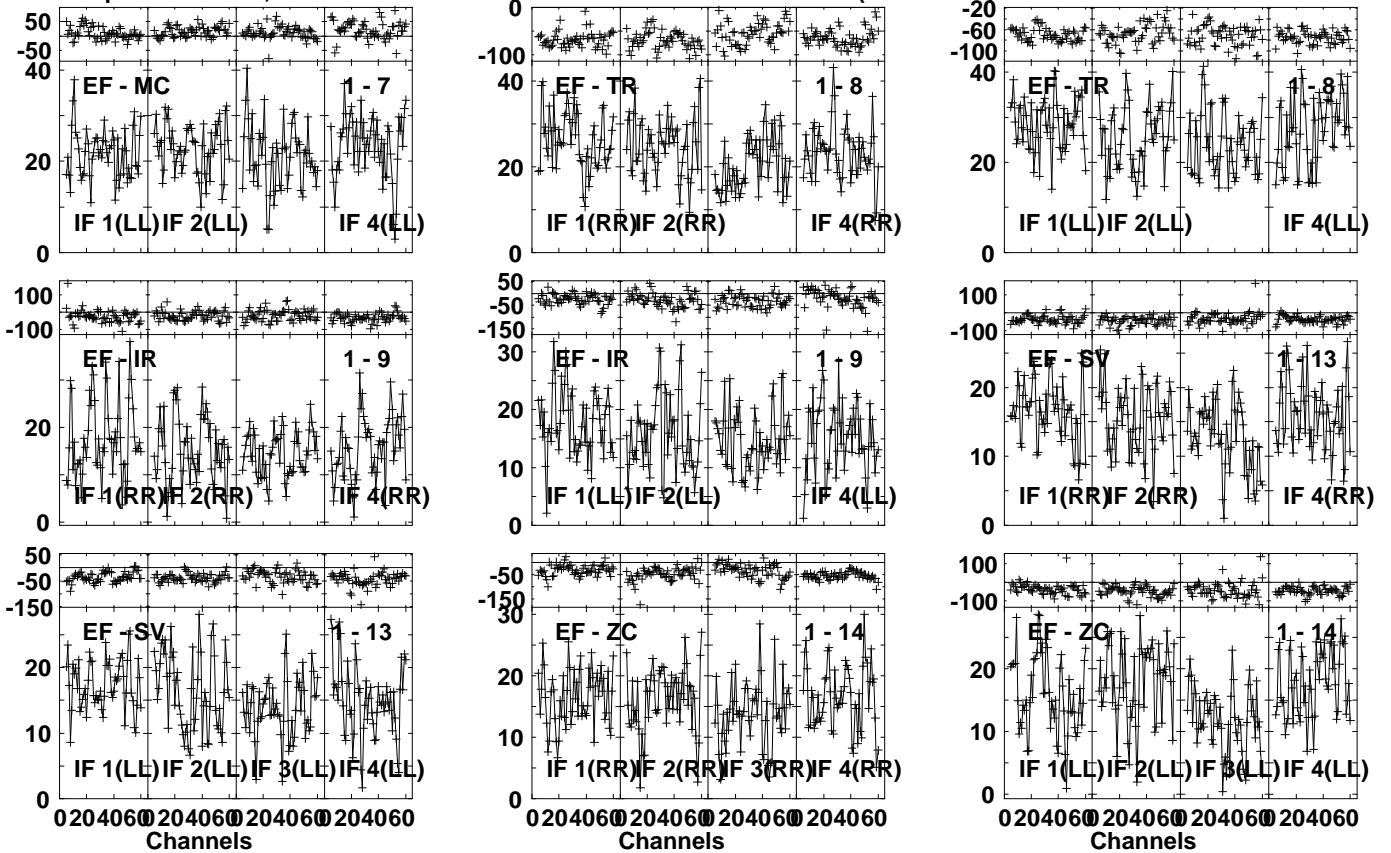 50
-50
EF - MC 1 - 7
40
20
0
IF 1(LL) IF 2(LL) IF 4(LL)
0
-100
EF - TR 1 - 8
40
20
0
IF 1(RR) IF 2(RR) IF 4(RR)
-20
-60
-100
EF - TR 1 - 8
40
20
0
IF 1(LL) IF 2(LL) IF 4(LL)
100
-100
EF - IR 1 - 9
20
0
IF 1(RR) IF 2(RR) IF 4(RR)
50
-50
-150
EF - IR 1 - 9
30
20
10
0
IF 1(LL) IF 2(LL) IF 4(LL)
100
-100
EF - SV 1 - 13
20
10
0
IF 1(RR) IF 2(RR) IF 4(RR)
50
-50
-150
EF - SV 1 - 13
20
10
0
IF 1(LL) IF 2(LL) IF 3(LL) IF 4(LL)
0 20 40 60 0 20 40 60 0 20 40 60 0 20 40 60
Channels
-50
-150
EF - ZC 1 - 14
30
20
10
0
IF 1(RR) IF 2(RR) IF 3(RR) IF 4(RR)
0 20 40 60 0 20 40 60 0 20 40 60 0 20 40 60
Channels
100
-100
EF - ZC 1 - 14
20
10
0
IF 1(LL) IF 2(LL) IF 3(LL) IF 4(LL)
0 20 40 60 0 20 40 60 0 20 40 60 0 20 40 60
Channels